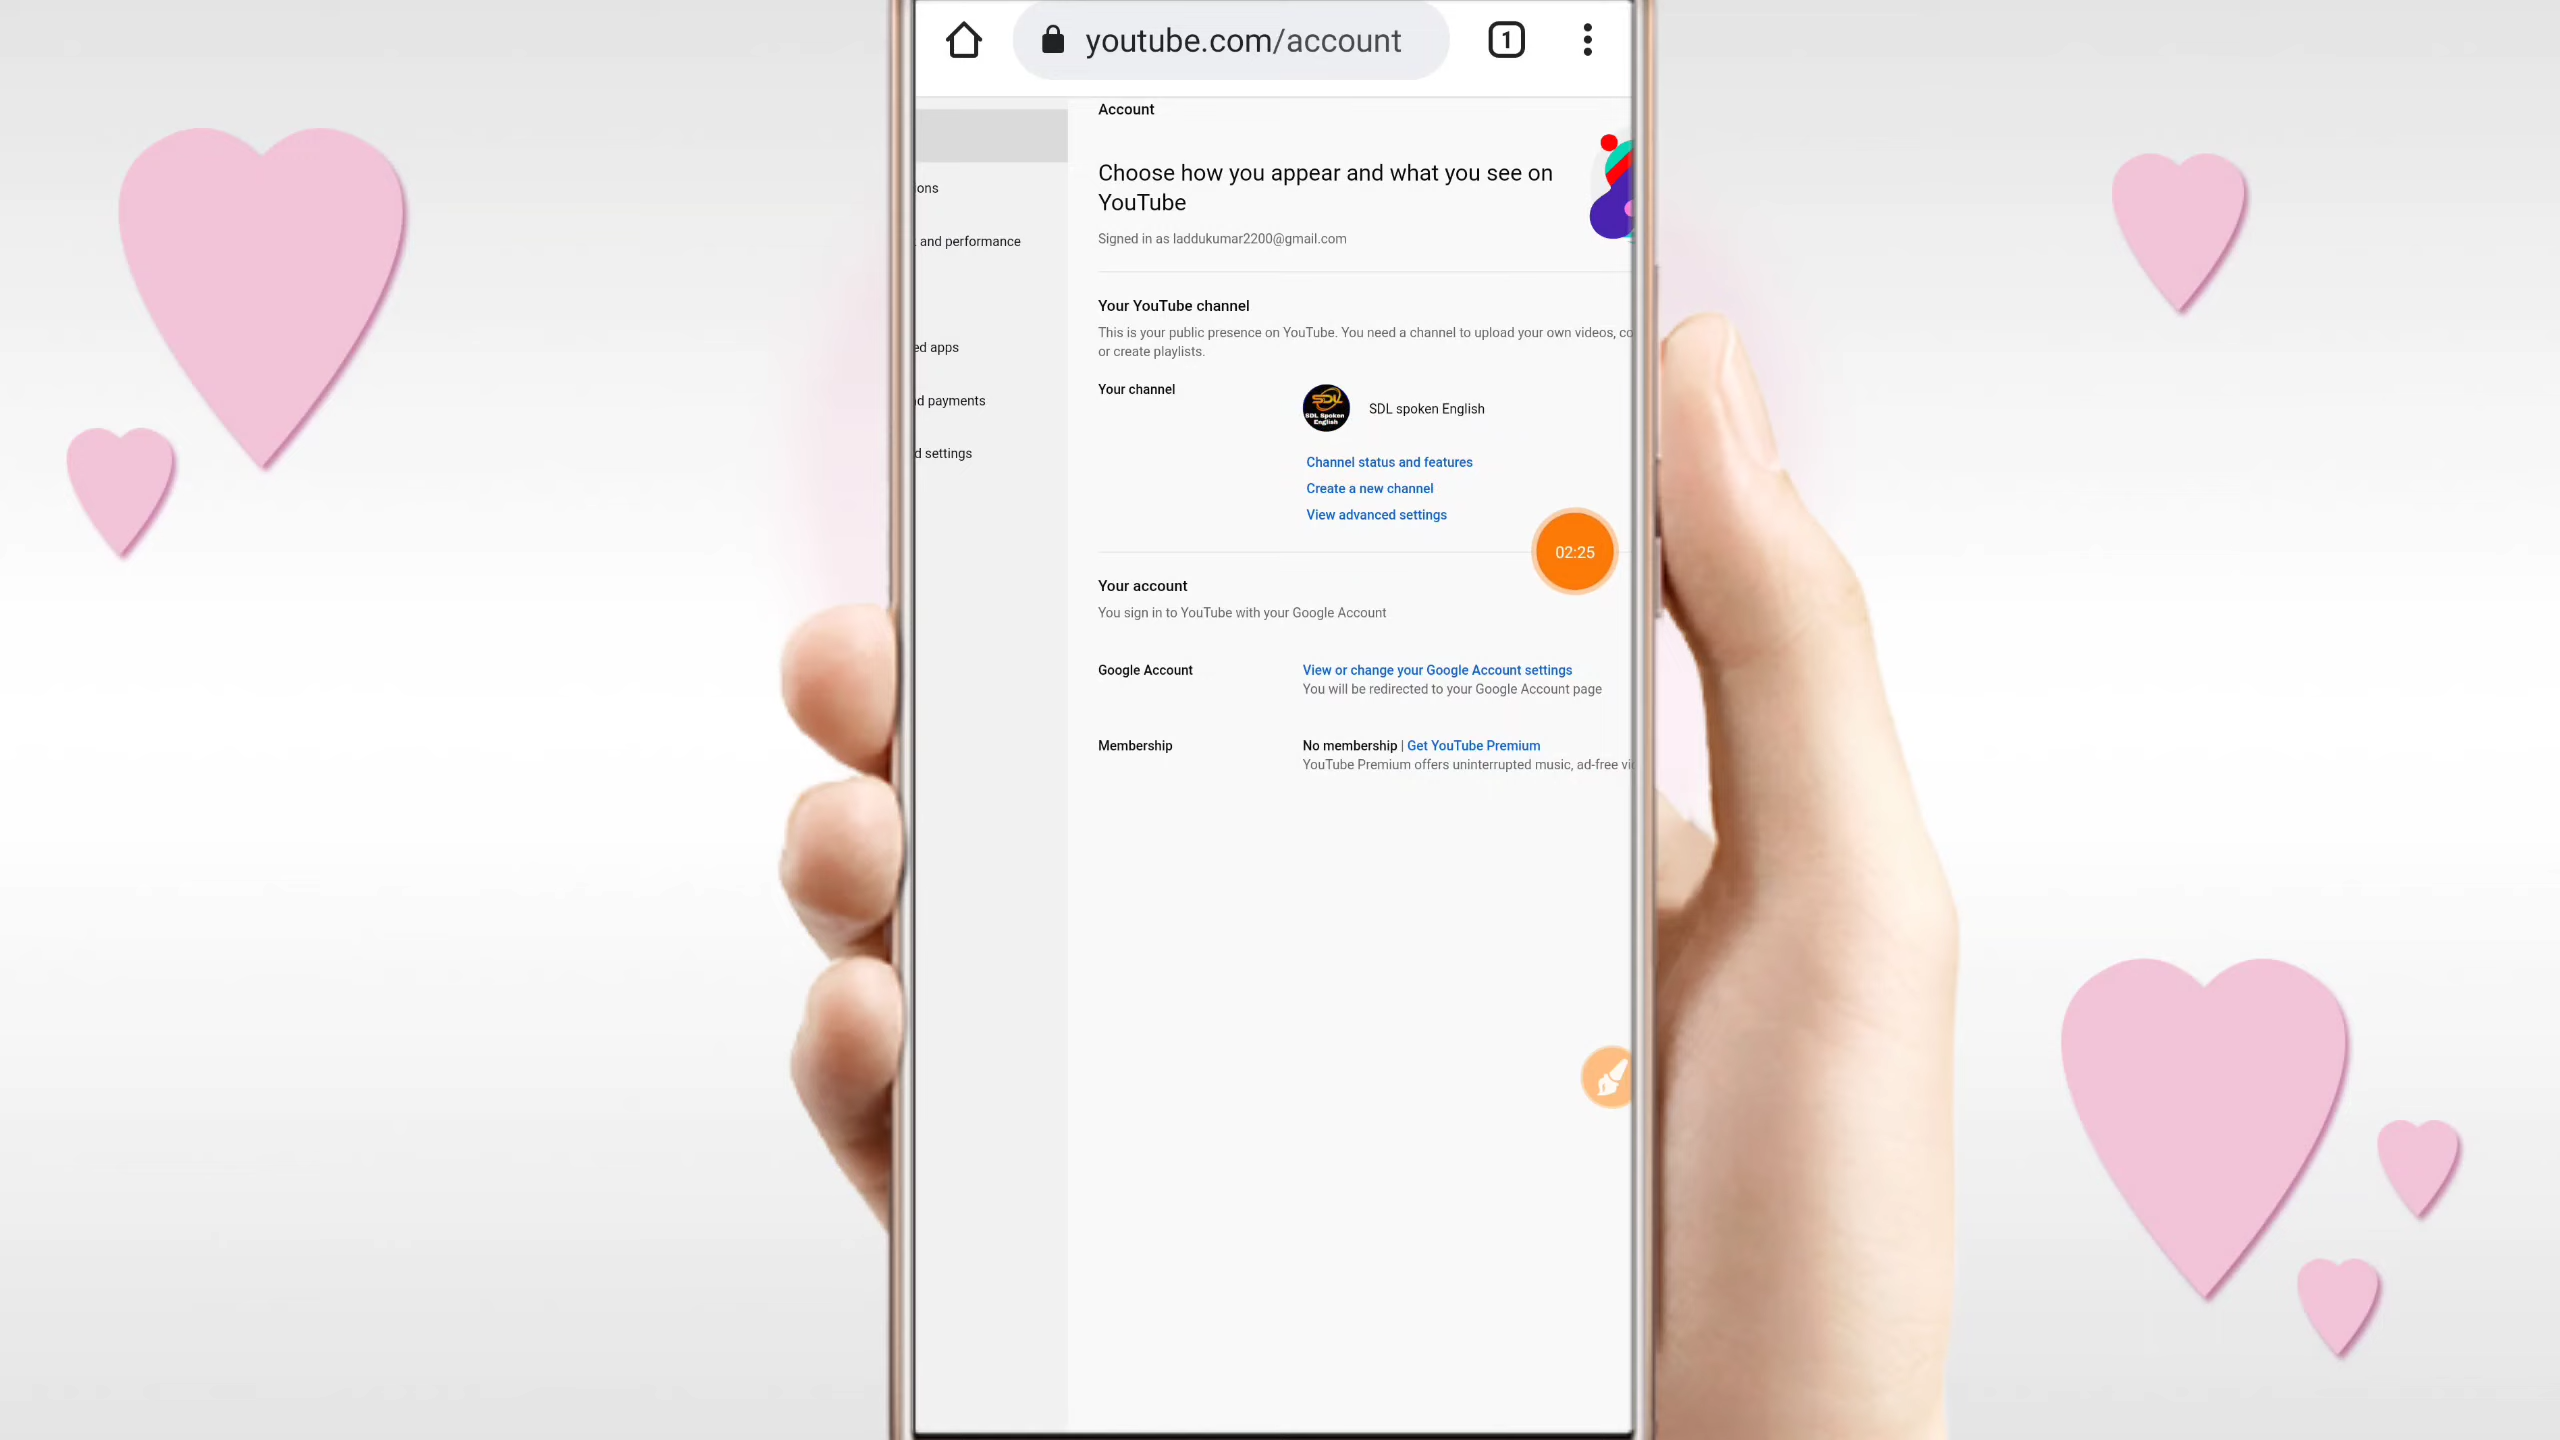 youtube.com/account
1
Account
Choose how you appear and what you see on
YouTube
Signed in as laddukumar2200@gmail.com
ons
and performance
ed apps
d payments
d settings
Your YouTube channel
This is your public presence on YouTube. You need a channel to upload your own videos, co
or create playlists.
Your channel
SDL
SDL Spoken
English
SDL spoken English
Channel status and features
Create a new channel
View advanced settings
02:25
Your account
You sign in to YouTube with your Google Account
Google Account
View or change your Google Account settings
You will be redirected to your Google Account page
Membership
No membership | Get YouTube Premium
YouTube Premium offers uninterrupted music, ad-free vi